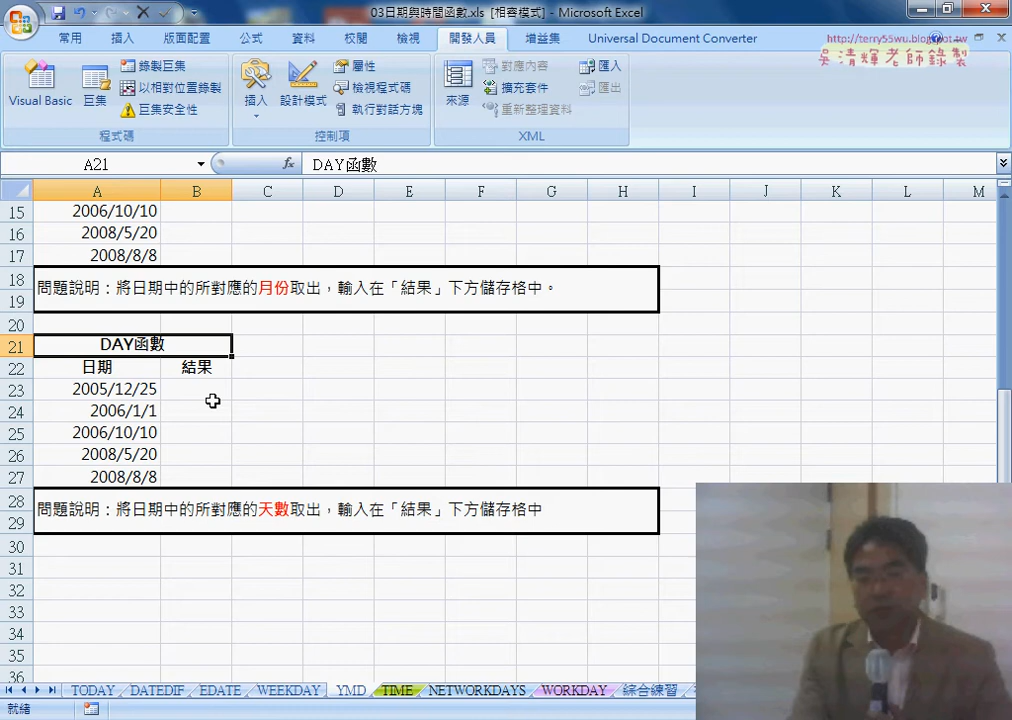 03日期與時間函數.xls [相容模式] - Microsoft Excel
常用 插入 版面配置 公式 資料 校閱 檢視 開發人員 增益集 Universal Document Converter
http://terry55wu.blogspot.tw
吳清輝老師錄製
Visual Basic 巨集 錄製巨集 以相對位置錄製 巨集安全性
程式碼
插入 設計模式 屬性 檢視程式碼 執行對話方塊
控制項
來源 對應內容 擴充套件 重新整理資料 匯入 匯出
XML
A21 fx DAY函數
A B C D E F G H I J K L M
15 2006/10/10
16 2008/5/20
17 2008/8/8
18 問題說明：將日期中的所對應的月份取出，輸入在「結果」下方儲存格中。
19
20
21 DAY函數
22 日期 結果
23 2005/12/25
24 2006/1/1
25 2006/10/10
26 2008/5/20
27 2008/8/8
28 問題說明：將日期中的所對應的天數取出，輸入在「結果」下方儲存格中
29
30
31
32
33
34
35
36
TODAY DATEDIF EDATE WEEKDAY YMD TIME NETWORKDAYS WORKDAY 綜合練習
就緒